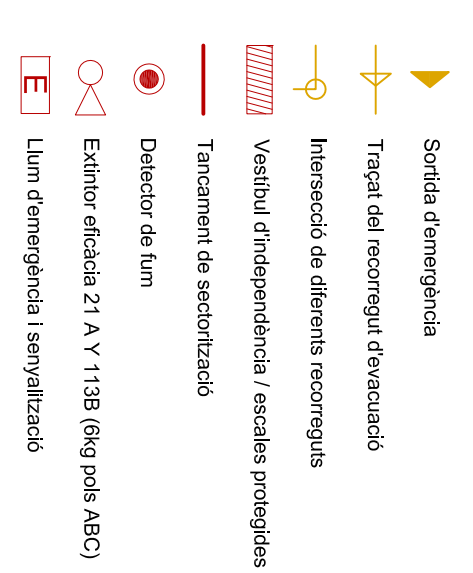 Sortida d'emergència
Traçat del recorregut d'evacuació
Intersecció de diferents recorreguts
Vestíbul d'independència / escales protegides
Tancament de sectorització
Detector de fum
Extintor eficàcia 21 A Y 113B (6kg pols ABC)
E Llum d'emergència i senyalització